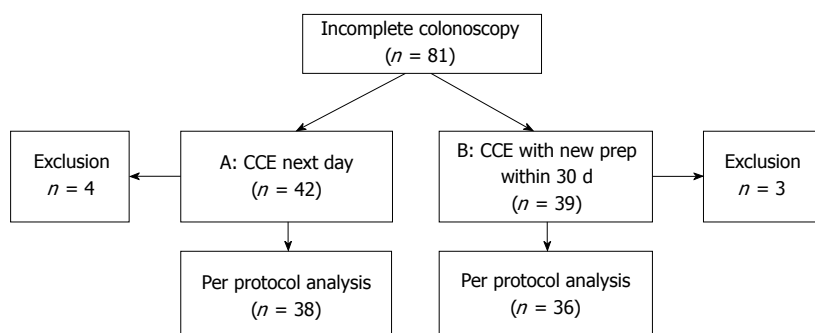 Incomplete colonoscopy
(n = 81)
Exclusion
n = 4
A: CCE next day
(n = 42)
B: CCE with new prep
within 30 d
(n = 39)
Exclusion
n = 3
Per protocol analysis
(n = 38)
Per protocol analysis
(n = 36)